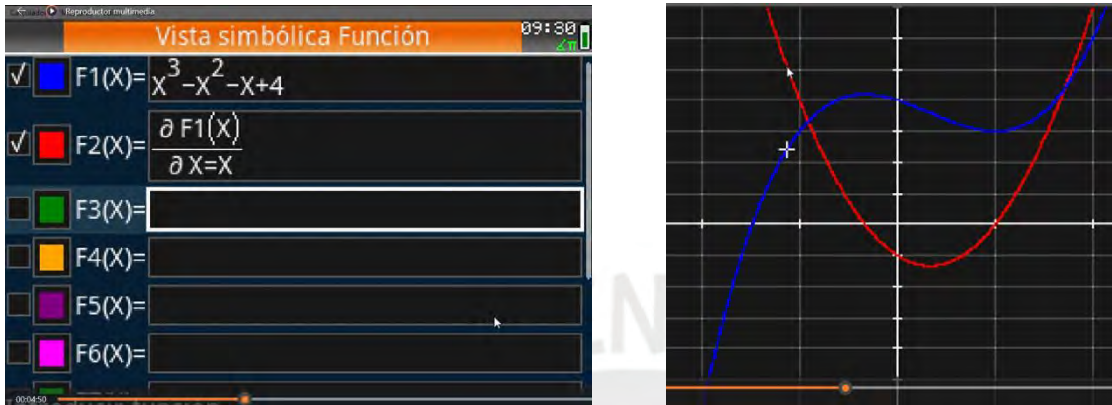 Reproductor multimedia
Vista simbólica Función
09:30
∡π
√ F1(X)= X³-X²-X+4
√ F2(X)= ∂ F1(X)
∂ X=X
F3(X)=
F4(X)=
F5(X)=
F6(X)=
00:04:50
EN